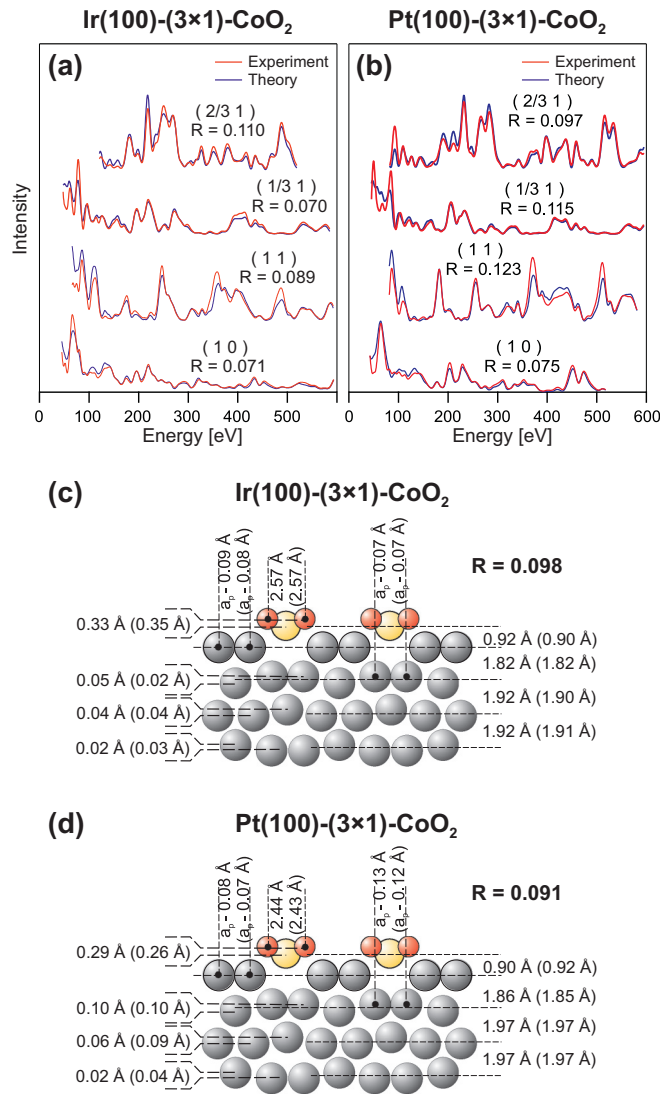 Ir(100)-(3×1)-CoO₂
Pt(100)-(3×1)-CoO₂
(a)
Experiment
Theory
( 2/3 1 )
R = 0.110
( 1/3 1 )
R = 0.070
( 1 1 )
R = 0.089
( 1 0 )
R = 0.071
Intensity
0 100 200 300 400 500
Energy [eV]
(b)
Experiment
Theory
( 2/3 1 )
R = 0.097
( 1/3 1 )
R = 0.115
( 1 1 )
R = 0.123
( 1 0 )
R = 0.075
0 100 200 300 400 500 600
Energy [eV]
(c)
Ir(100)-(3×1)-CoO₂
aₚ - 0.09 Å
(aₚ - 0.08 Å)
2.57 Å
(2.57 Å)
aₚ - 0.07 Å
(aₚ - 0.07 Å)
R = 0.098
0.33 Å (0.35 Å)
0.05 Å (0.02 Å)
0.04 Å (0.04 Å)
0.02 Å (0.03 Å)
0.92 Å (0.90 Å)
1.82 Å (1.82 Å)
1.92 Å (1.90 Å)
1.92 Å (1.91 Å)
(d)
Pt(100)-(3×1)-CoO₂
aₚ - 0.08 Å
(aₚ - 0.07 Å)
2.44 Å
(2.43 Å)
aₚ - 0.13 Å
(aₚ - 0.12 Å)
R = 0.091
0.29 Å (0.26 Å)
0.10 Å (0.10 Å)
0.06 Å (0.09 Å)
0.02 Å (0.04 Å)
0.90 Å (0.92 Å)
1.86 Å (1.85 Å)
1.97 Å (1.97 Å)
1.97 Å (1.97 Å)